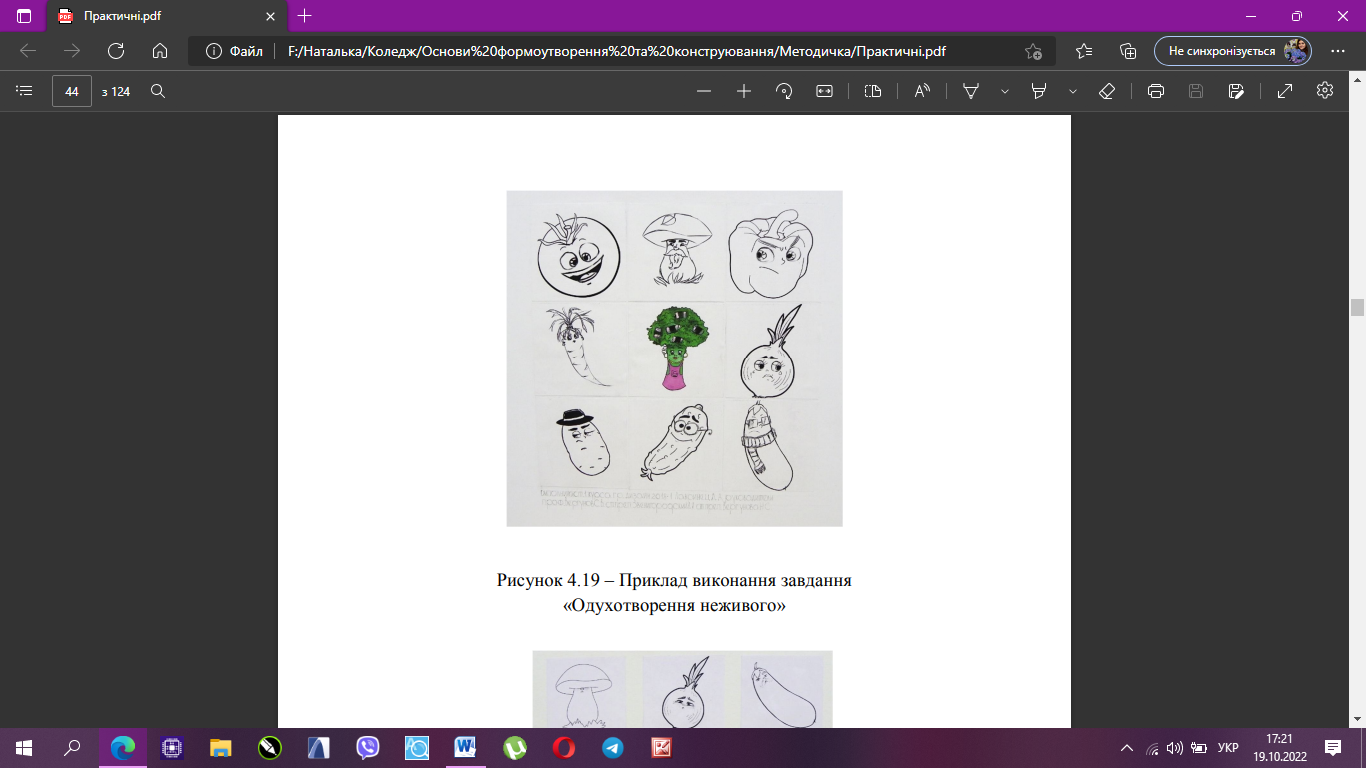 Практичні.pdf
Файл
F:/Наталька/Коледж/Основи%20формоутворення%20та%20конструювання/Методичка/Практичні.pdf
Не синхронізується
44 з 124
Рисунок 4.19 – Приклад виконання завдання
«Одухотворення неживого»
УКР
17:21
19.10.2022